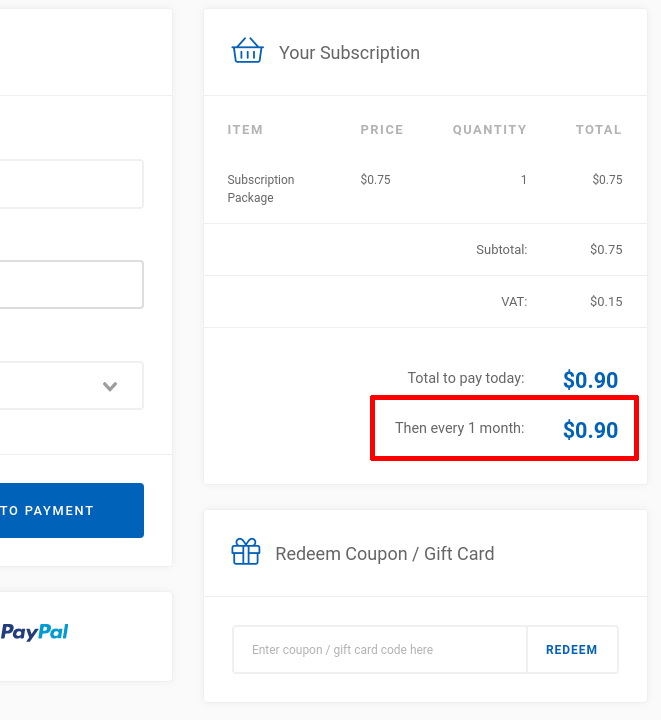 Your Subscription
ITEM PRICE QUANTITY TOTAL
Subscription $0.75 1 $0.75
Package
Subtotal: $0.75
VAT: $0.15
Total to pay today: $0.90
Then every 1 month: $0.90
TO PAYMENT
PayPal
Redeem Coupon / Gift Card
Enter coupon / gift card code here REDEEM